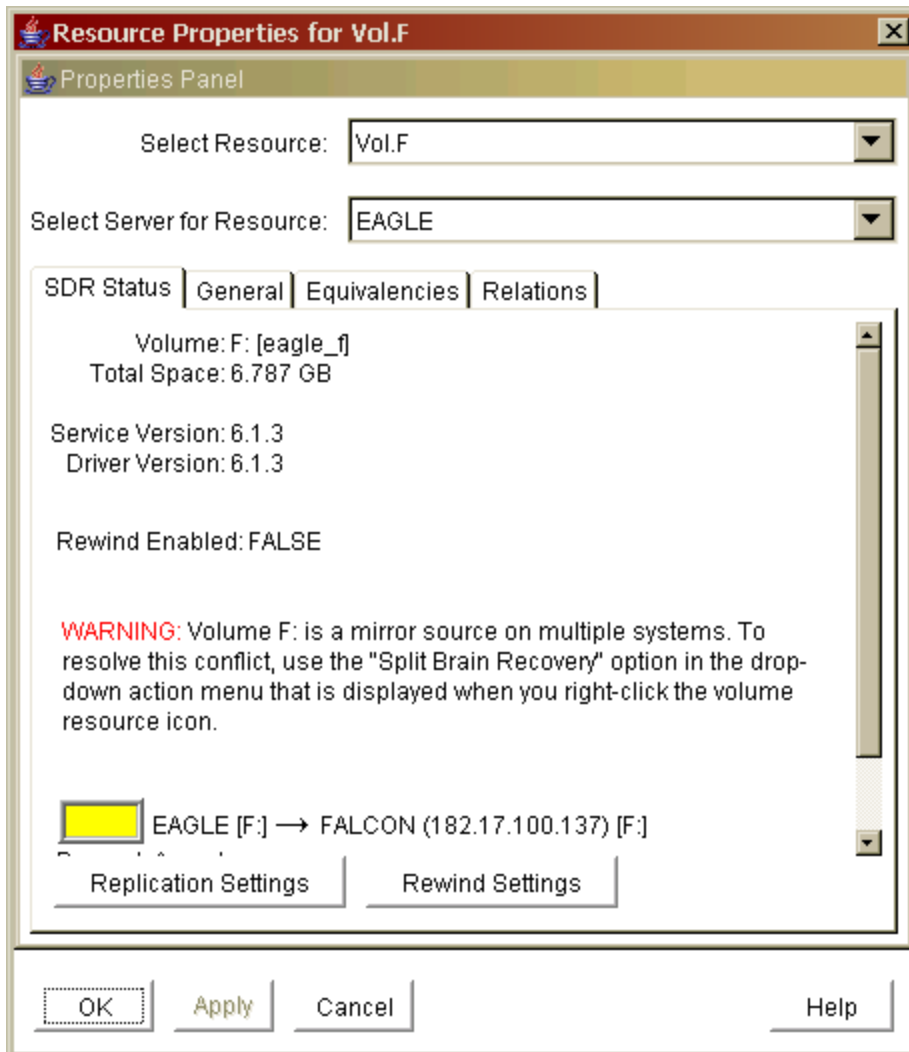 Resource Properties for Vol.F
Properties Panel
Select Resource: Vol.F
Select Server for Resource: EAGLE
SDR Status General Equivalencies Relations
Volume: F: [eagle_f]
Total Space: 6.787 GB
Service Version: 6.1.3
Driver Version: 6.1.3
Rewind Enabled: FALSE
WARNING: Volume F: is a mirror source on multiple systems. To
resolve this conflict, use the "Split Brain Recovery" option in the drop-
down action menu that is displayed when you right-click the volume
resource icon.
EAGLE [F:] → FALCON (182.17.100.137) [F:]
Replication Settings Rewind Settings
OK Apply Cancel Help